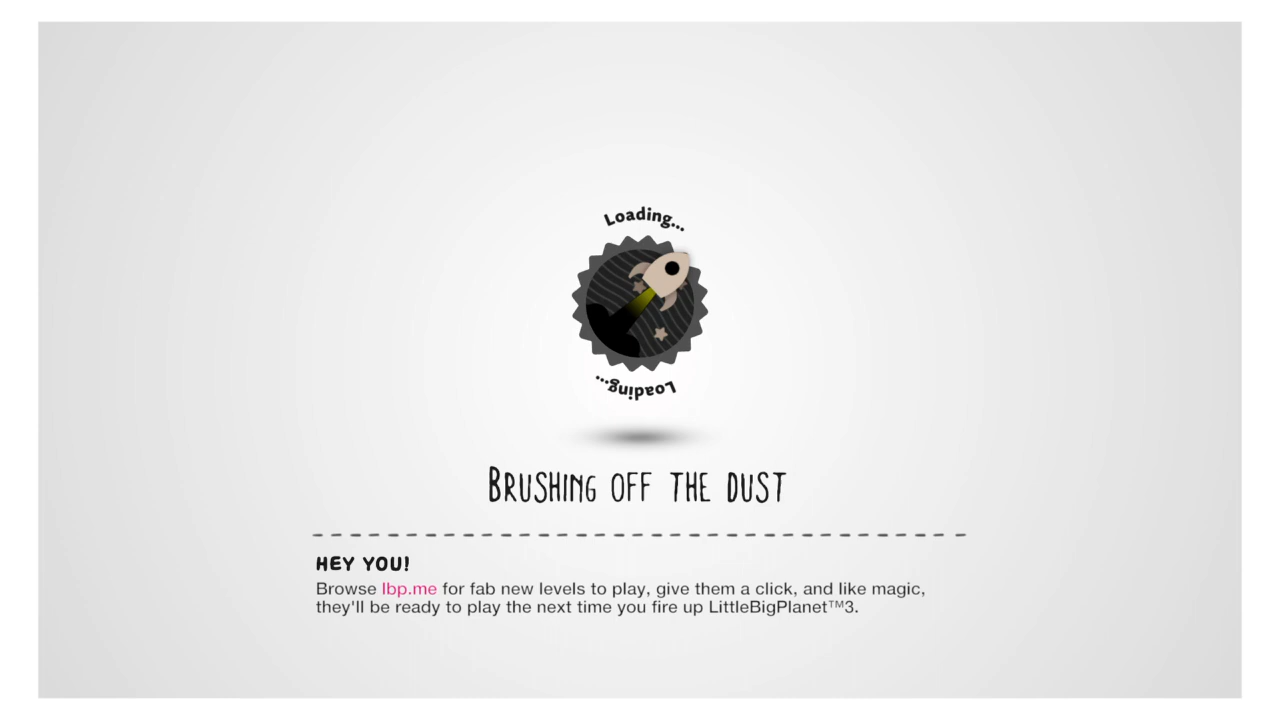 Loading...
Loading...
BRUSHING OFF THE DUST
HEY YOU!
Browse lbp.me for fab new levels to play, give them a click, and like magic,
they'll be ready to play the next time you fire up LittleBigPlanet™3.